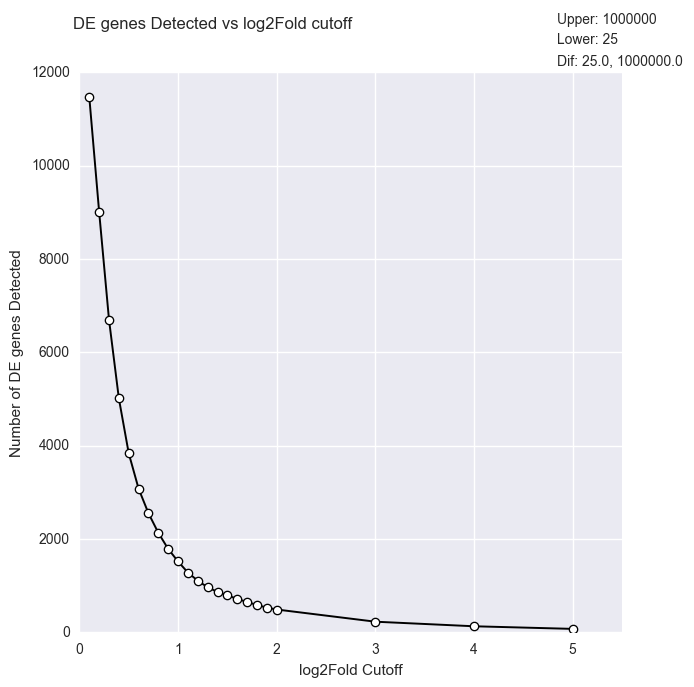 DE genes Detected vs log2Fold cutoff
Upper: 1000000
Lower: 25
Dif: 25.0, 1000000.0
12000
10000
8000
6000
4000
2000
0
Number of DE genes Detected
0 1 2 3 4 5
log2Fold Cutoff